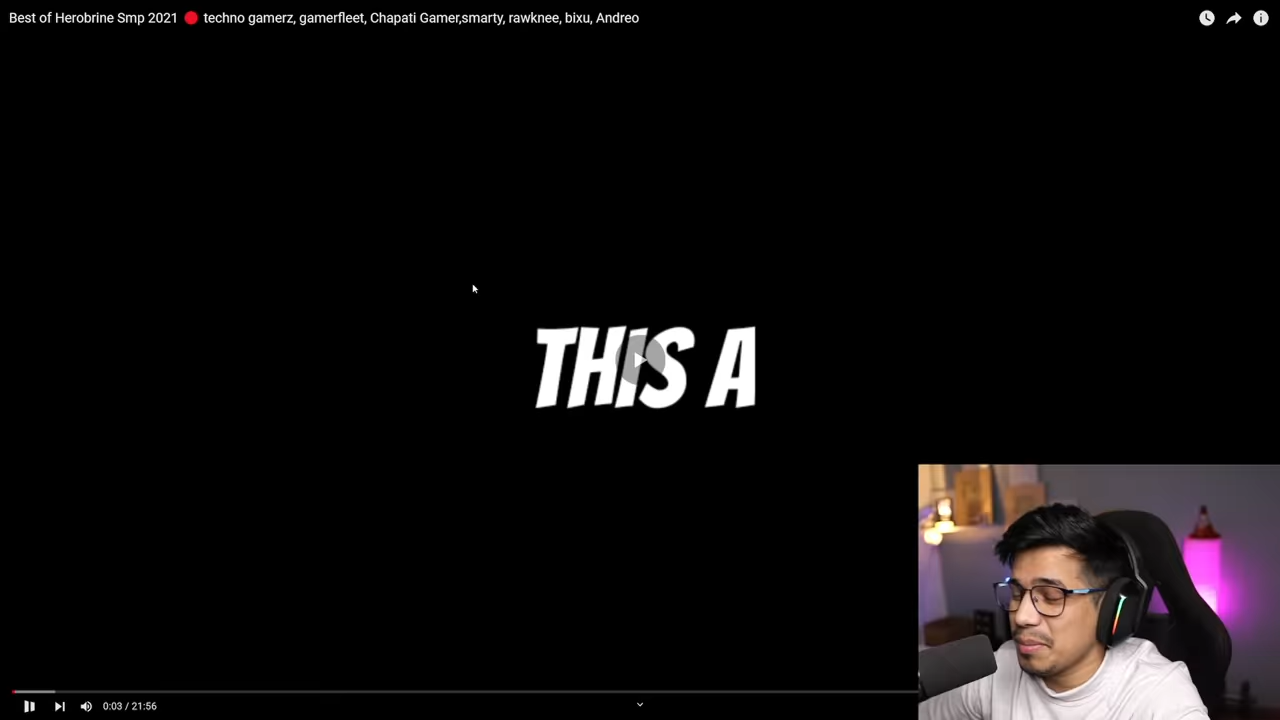 Best of Herobrine Smp 2021 🔴 techno gamerz, gamerfleet, Chapati Gamer,smarty, rawknee, bixu, Andreo
THIS A
0:03 / 21:56